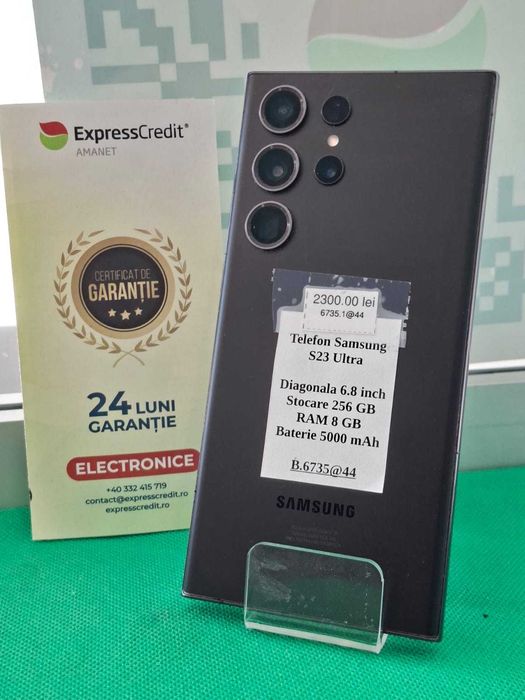 ExpressCredit®
AMANET
CERTIFICAT DE
GARANȚIE
24 LUNI
GARANȚIE
ELECTRONICE
+40 332 415 719
contact@expresscredit.ro
expresscredit.ro
2300.00 lei
6735.1@44
Telefon Samsung
S23 Ultra
Diagonala 6.8 inch
Stocare 256 GB
RAM 8 GB
Baterie 5000 mAh
B.6735@44
SAMSUNG